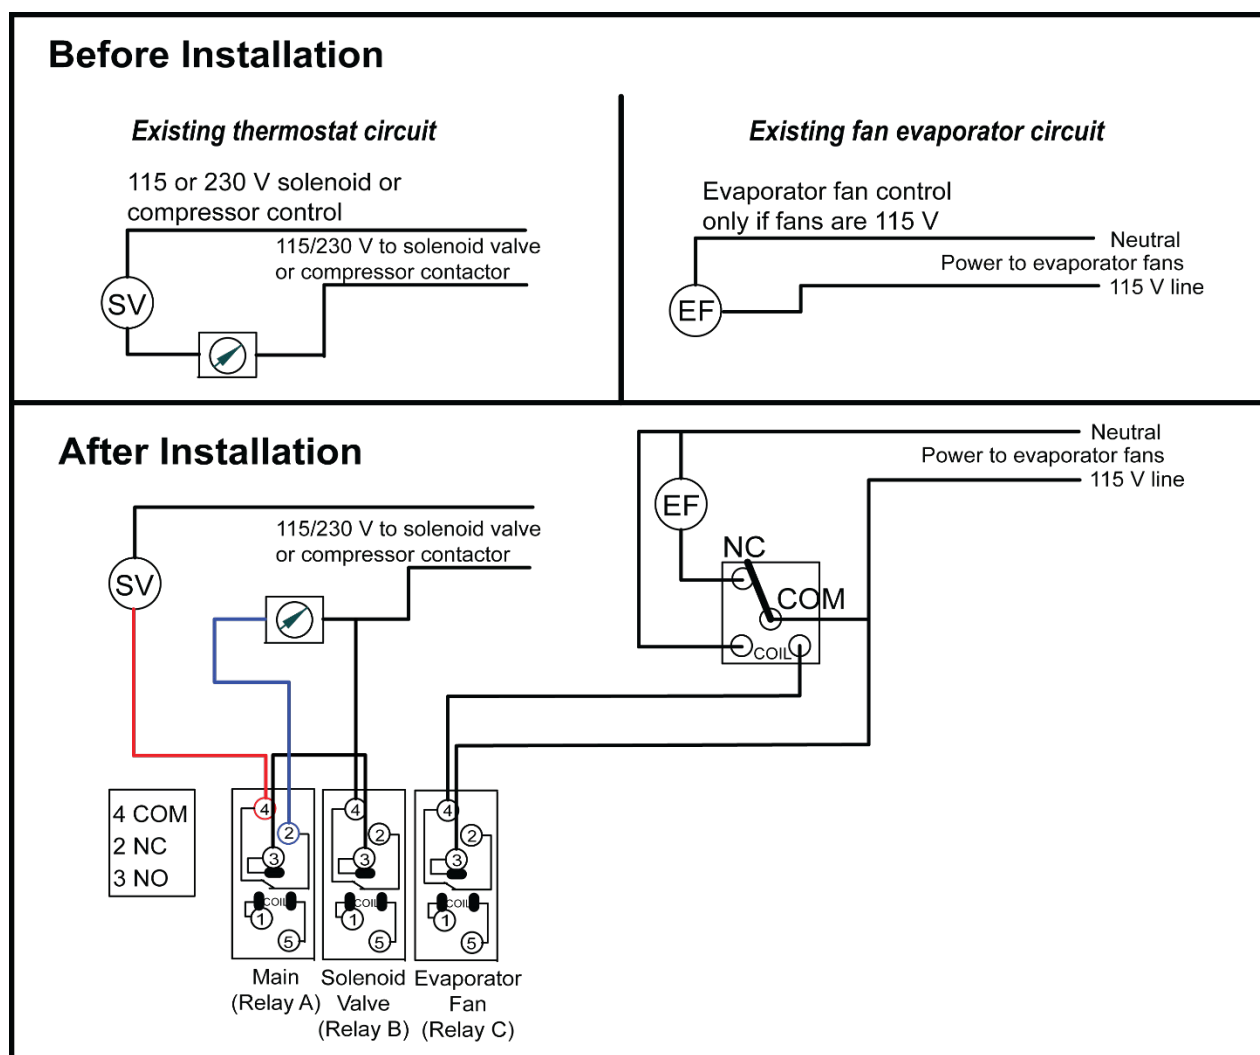 Before Installation
Existing thermostat circuit
115 or 230 V solenoid or
compressor control
115/230 V to solenoid valve
or compressor contactor
SV
Existing fan evaporator circuit
Evaporator fan control
only if fans are 115 V
Neutral
Power to evaporator fans
115 V line
EF
After Installation
115/230 V to solenoid valve
or compressor contactor
SV
Neutral
Power to evaporator fans
115 V line
EF
NC
COM
COIL
4 COM
2 NC
3 NO
4
2
3
COIL
1
5
4
2
3
COIL
1
5
4
2
3
COIL
1
5
Main
(Relay A)
Solenoid
Valve
(Relay B)
Evaporator
Fan
(Relay C)